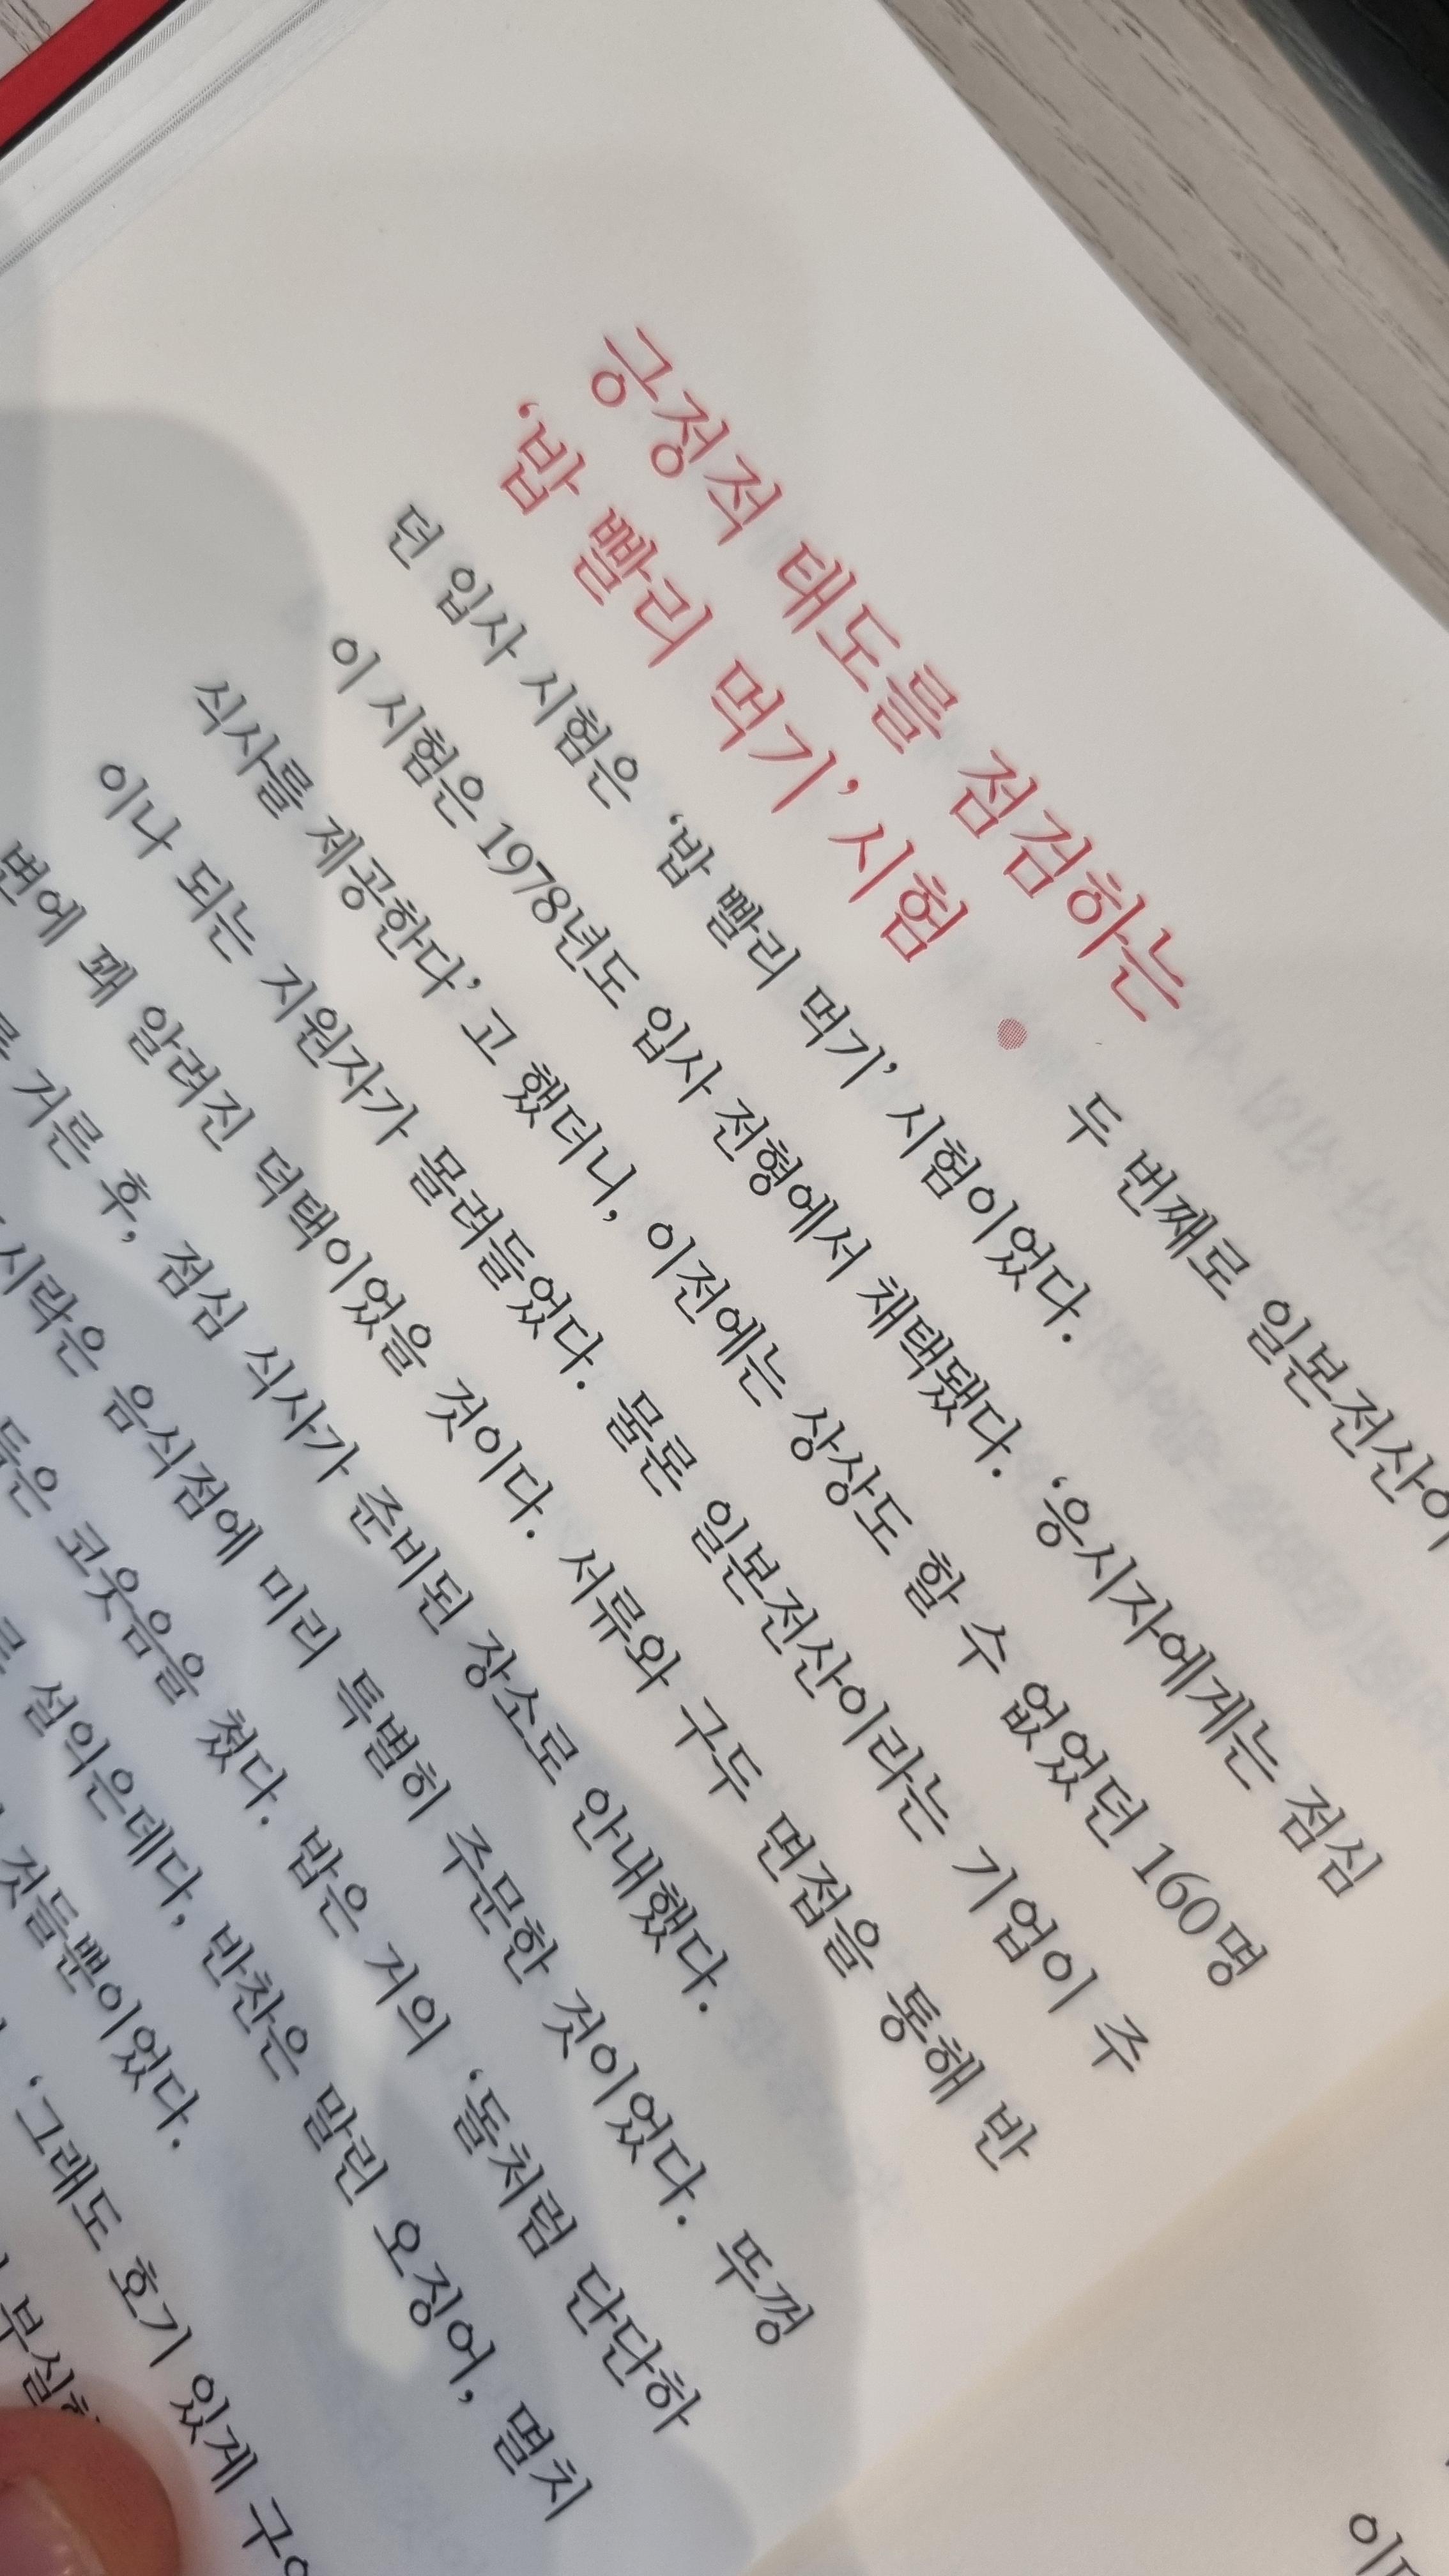 긍정적 태도를 점검하는
‘밥 빨리 먹기’ 시험
두 번째로 일본전산이
던 입사 시험은 ‘밥 빨리 먹기’ 시험이었다.
이 시험은 1978년도 입사 전형에서 채택됐다. ‘응시자에게는 점심
식사를 제공한다’고 했더니, 이전에는 상상도 할 수 없었던 160명
이나 되는 지원자가 몰려들었다. 물론 일본전산이라는 기업이 주
변에 꽤 알려진 덕택이었을 것이다. 서류와 구두 면접을 통해 반
거른 후, 점심 식사가 준비된 장소로 안내했다.
시락은 음식점에 미리 특별히 주문한 것이었다. 뚜껑
들은 코웃음을 쳤다. 밥은 거의 ‘돌처럼 단단하
설익은데다, 반찬은 말린 오징어, 멸치
것들뿐이었다.
‘그래도 호기 있게